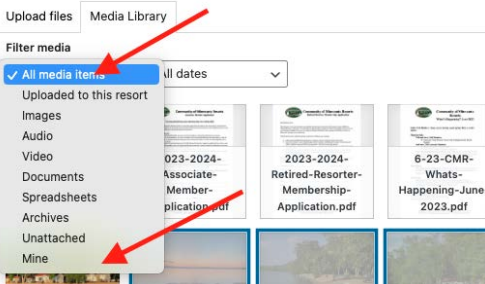 Upload files
Media Library
Filter media
✓ All media items
All dates
Uploaded to this resort
Images
Audio
Video
Documents
Spreadsheets
Archives
Unattached
Mine
2023-2024-
Associate-
Member-
Application.pdf
2023-2024-
Retired-Resorter-
Membership-
Application.pdf
6-23-CMR-
Whats-
Happening-June
2023.pdf